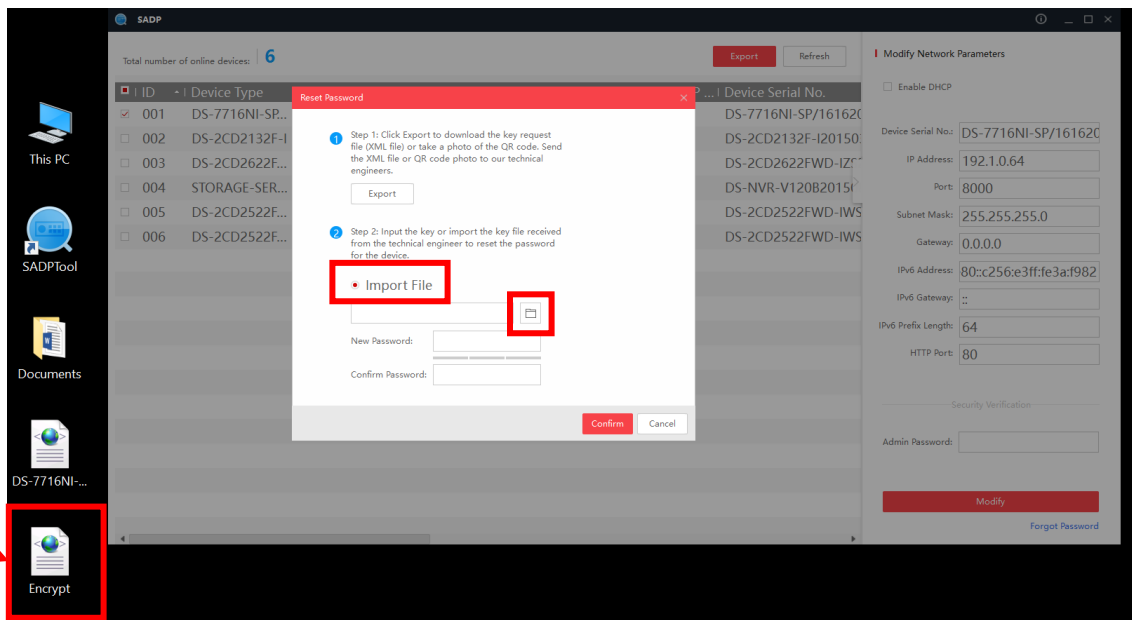 SADP
Total number of online devices: 6
Export
Refresh
ID
Device Type
Device Serial No.
001 DS-7716NI-SP... DS-7716NI-SP/161620
002 DS-2CD2132F-I DS-2CD2132F-I20150
003 DS-2CD2622F... DS-2CD2622FWD-IZS
004 STORAGE-SER... DS-NVR-V120B20150
005 DS-2CD2522F... DS-2CD2522FWD-IWS
006 DS-2CD2522F... DS-2CD2522FWD-IWS
Reset Password
1
Step 1: Click Export to download the key request
file (XML file) or take a photo of the QR code. Send
the XML file or QR code photo to our technical
engineers.
Export
2
Step 2: Input the key or import the key file received
from the technical engineer to reset the password
for the device.
Import File
New Password:
Confirm Password:
Confirm
Cancel
Modify Network Parameters
Enable DHCP
Device Serial No.: DS-7716NI-SP/161620
IP Address: 192.1.0.64
Port: 8000
Subnet Mask: 255.255.255.0
Gateway: 0.0.0.0
IPv6 Address: 80::c256:e3ff:fe3a:f982
IPv6 Gateway: ::
IPv6 Prefix Length: 64
HTTP Port: 80
Security Verification
Admin Password:
Modify
Forgot Password
This PC
SADPTool
Documents
DS-7716NI-...
Encrypt